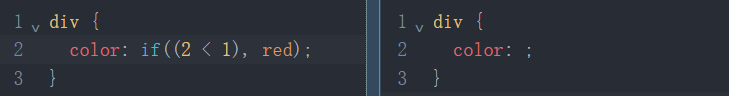 1 div {
2 color: if((2 < 1), red);
3 }
1 div {
2 color: ;
3 }